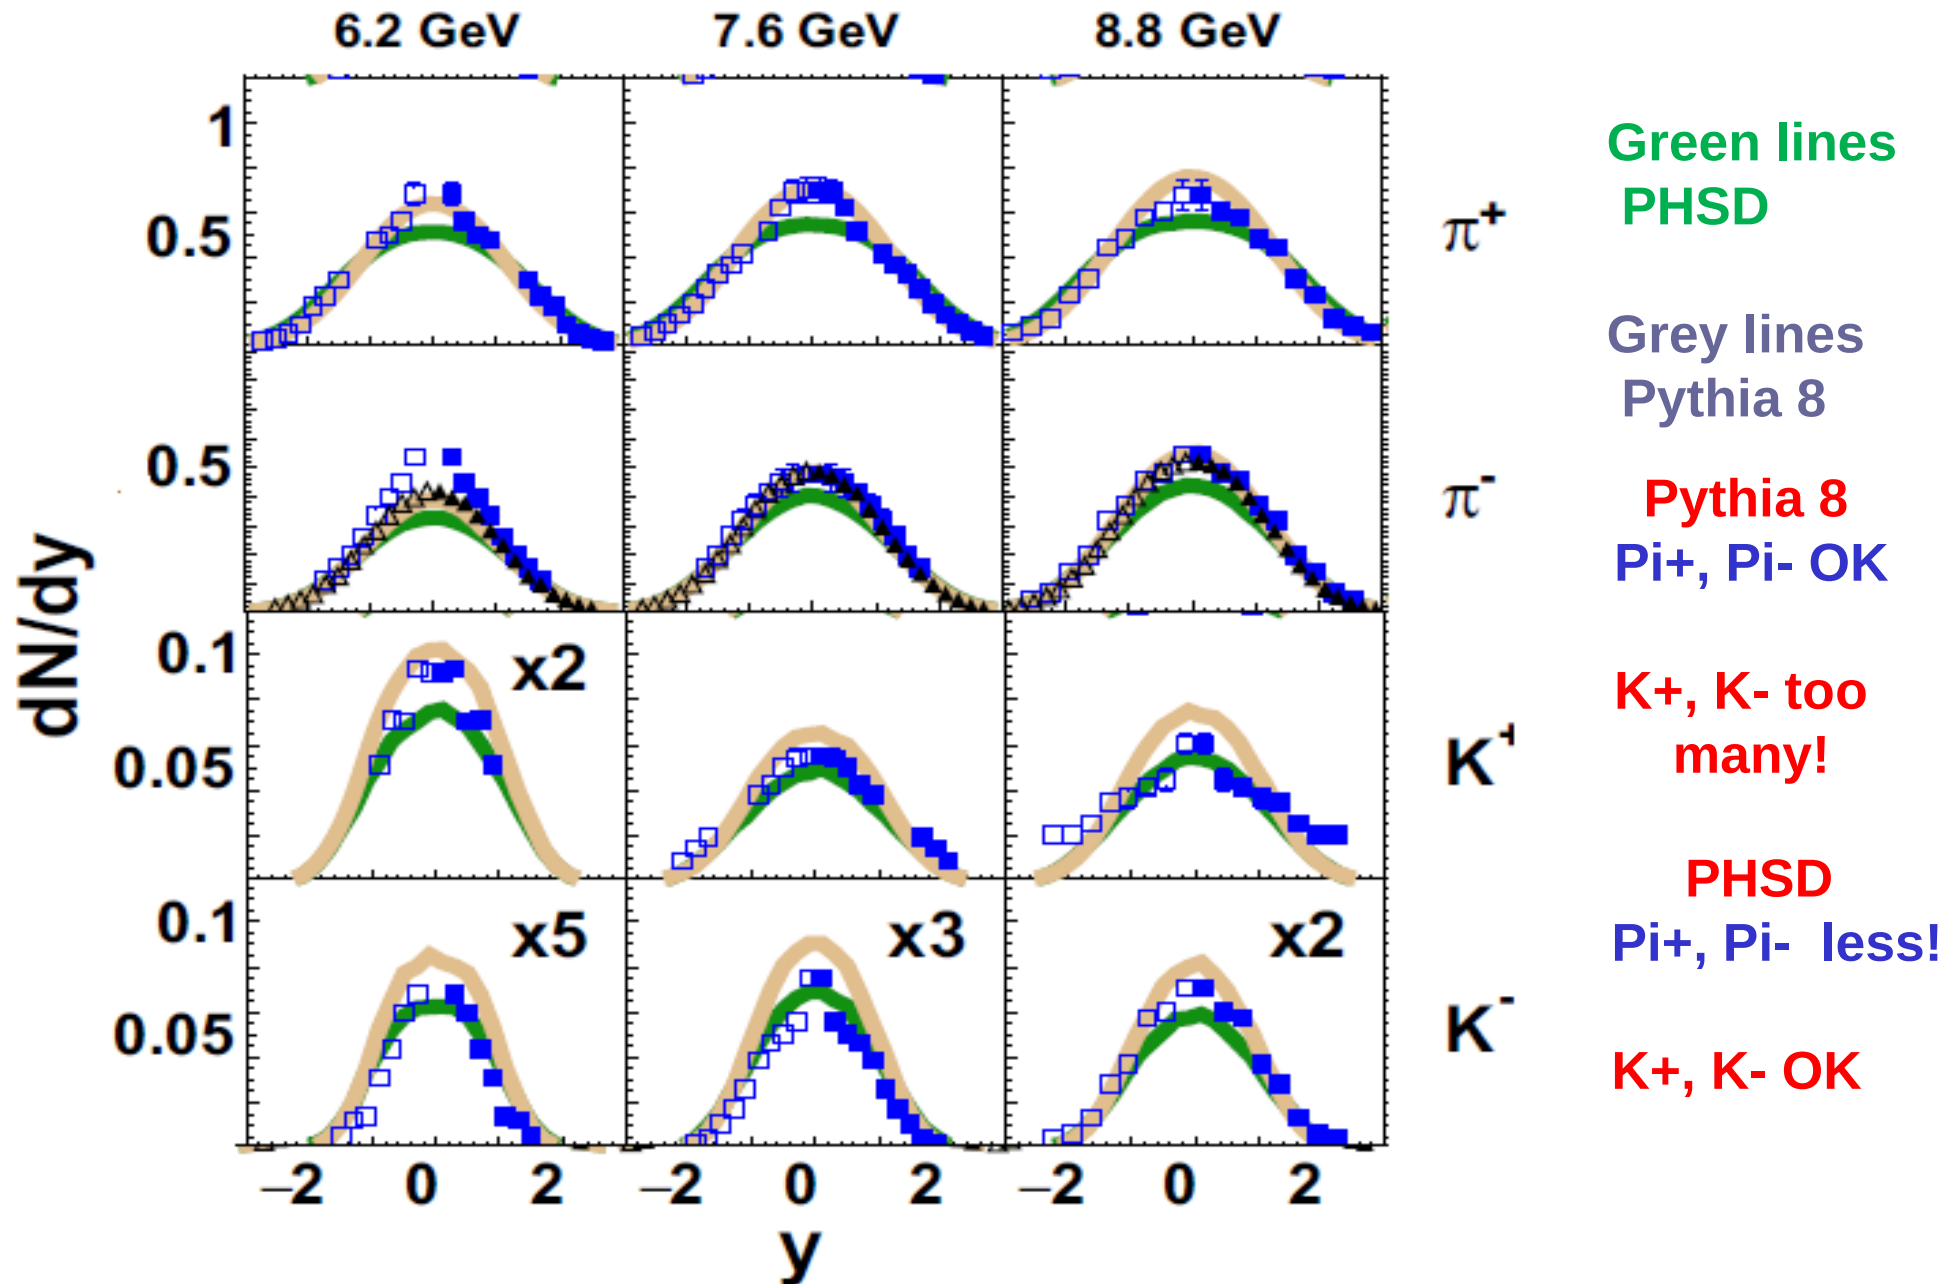 6.2 GeV 7.6 GeV 8.8 GeV
1
0.5
π+
0.5
π-
0.1
0.05
x2
K+
0.1
0.05
x5 x3 x2
K-
dN/dy
−2 0 2 −2 0 2 −2 0 2
y
Green lines
PHSD
Grey lines
Pythia 8
Pythia 8
Pi+, Pi- OK
K+, K- too
many!
PHSD
Pi+, Pi- less!
K+, K- OK